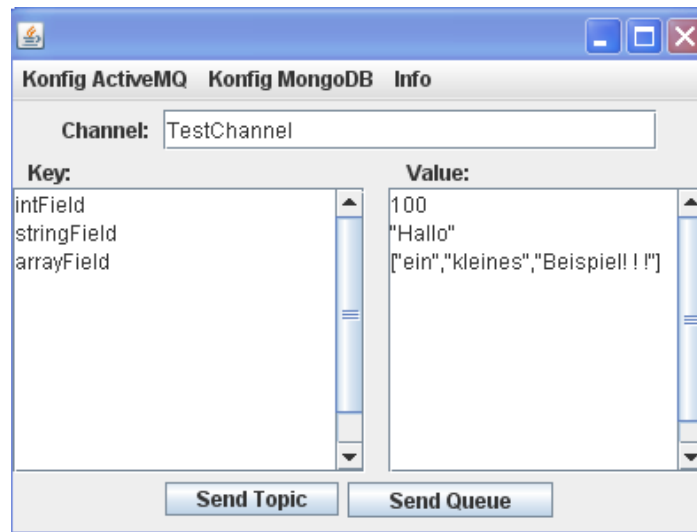 Konfig ActiveMQ Konfig MongoDB Info
Channel: TestChannel
Key: Value:
intField 100
stringField "Hallo"
arrayField ["ein","kleines","Beispiel! ! !"]
Send Topic Send Queue